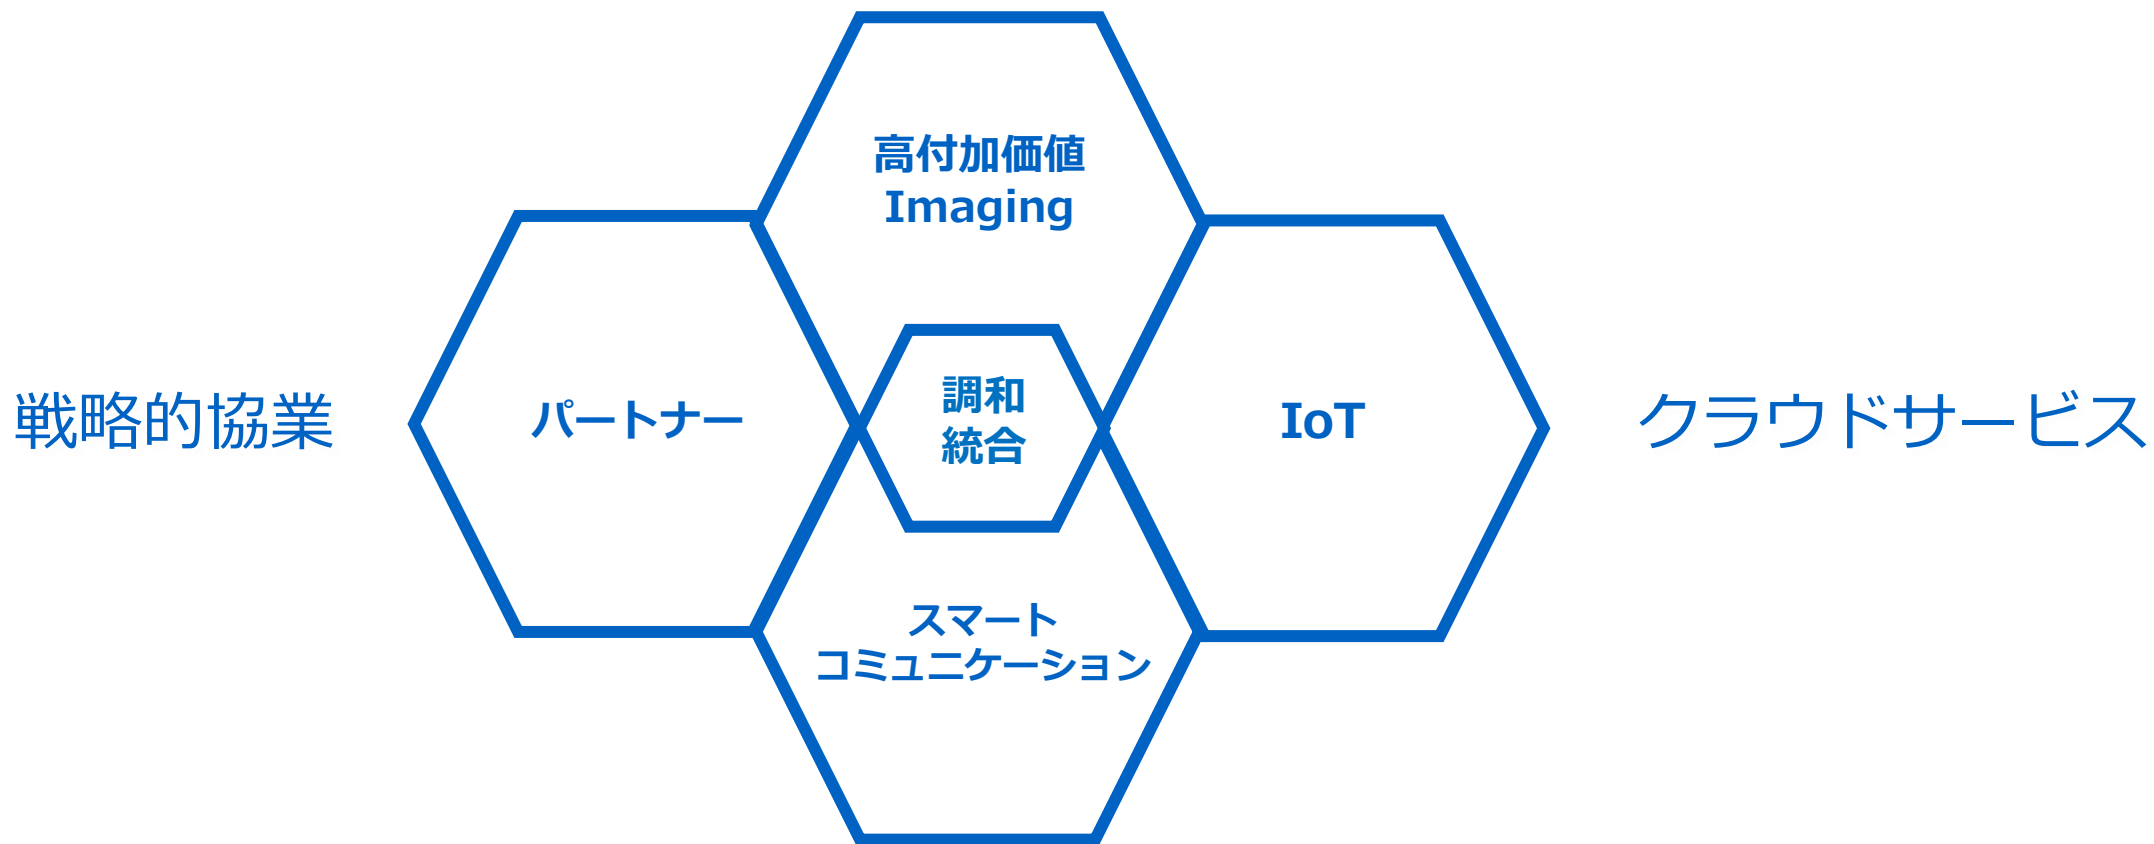 高付加価値
Imaging
戦略的協業
パートナー
調和
統合
IoT
クラウドサービス
スマート
コミュニケーション